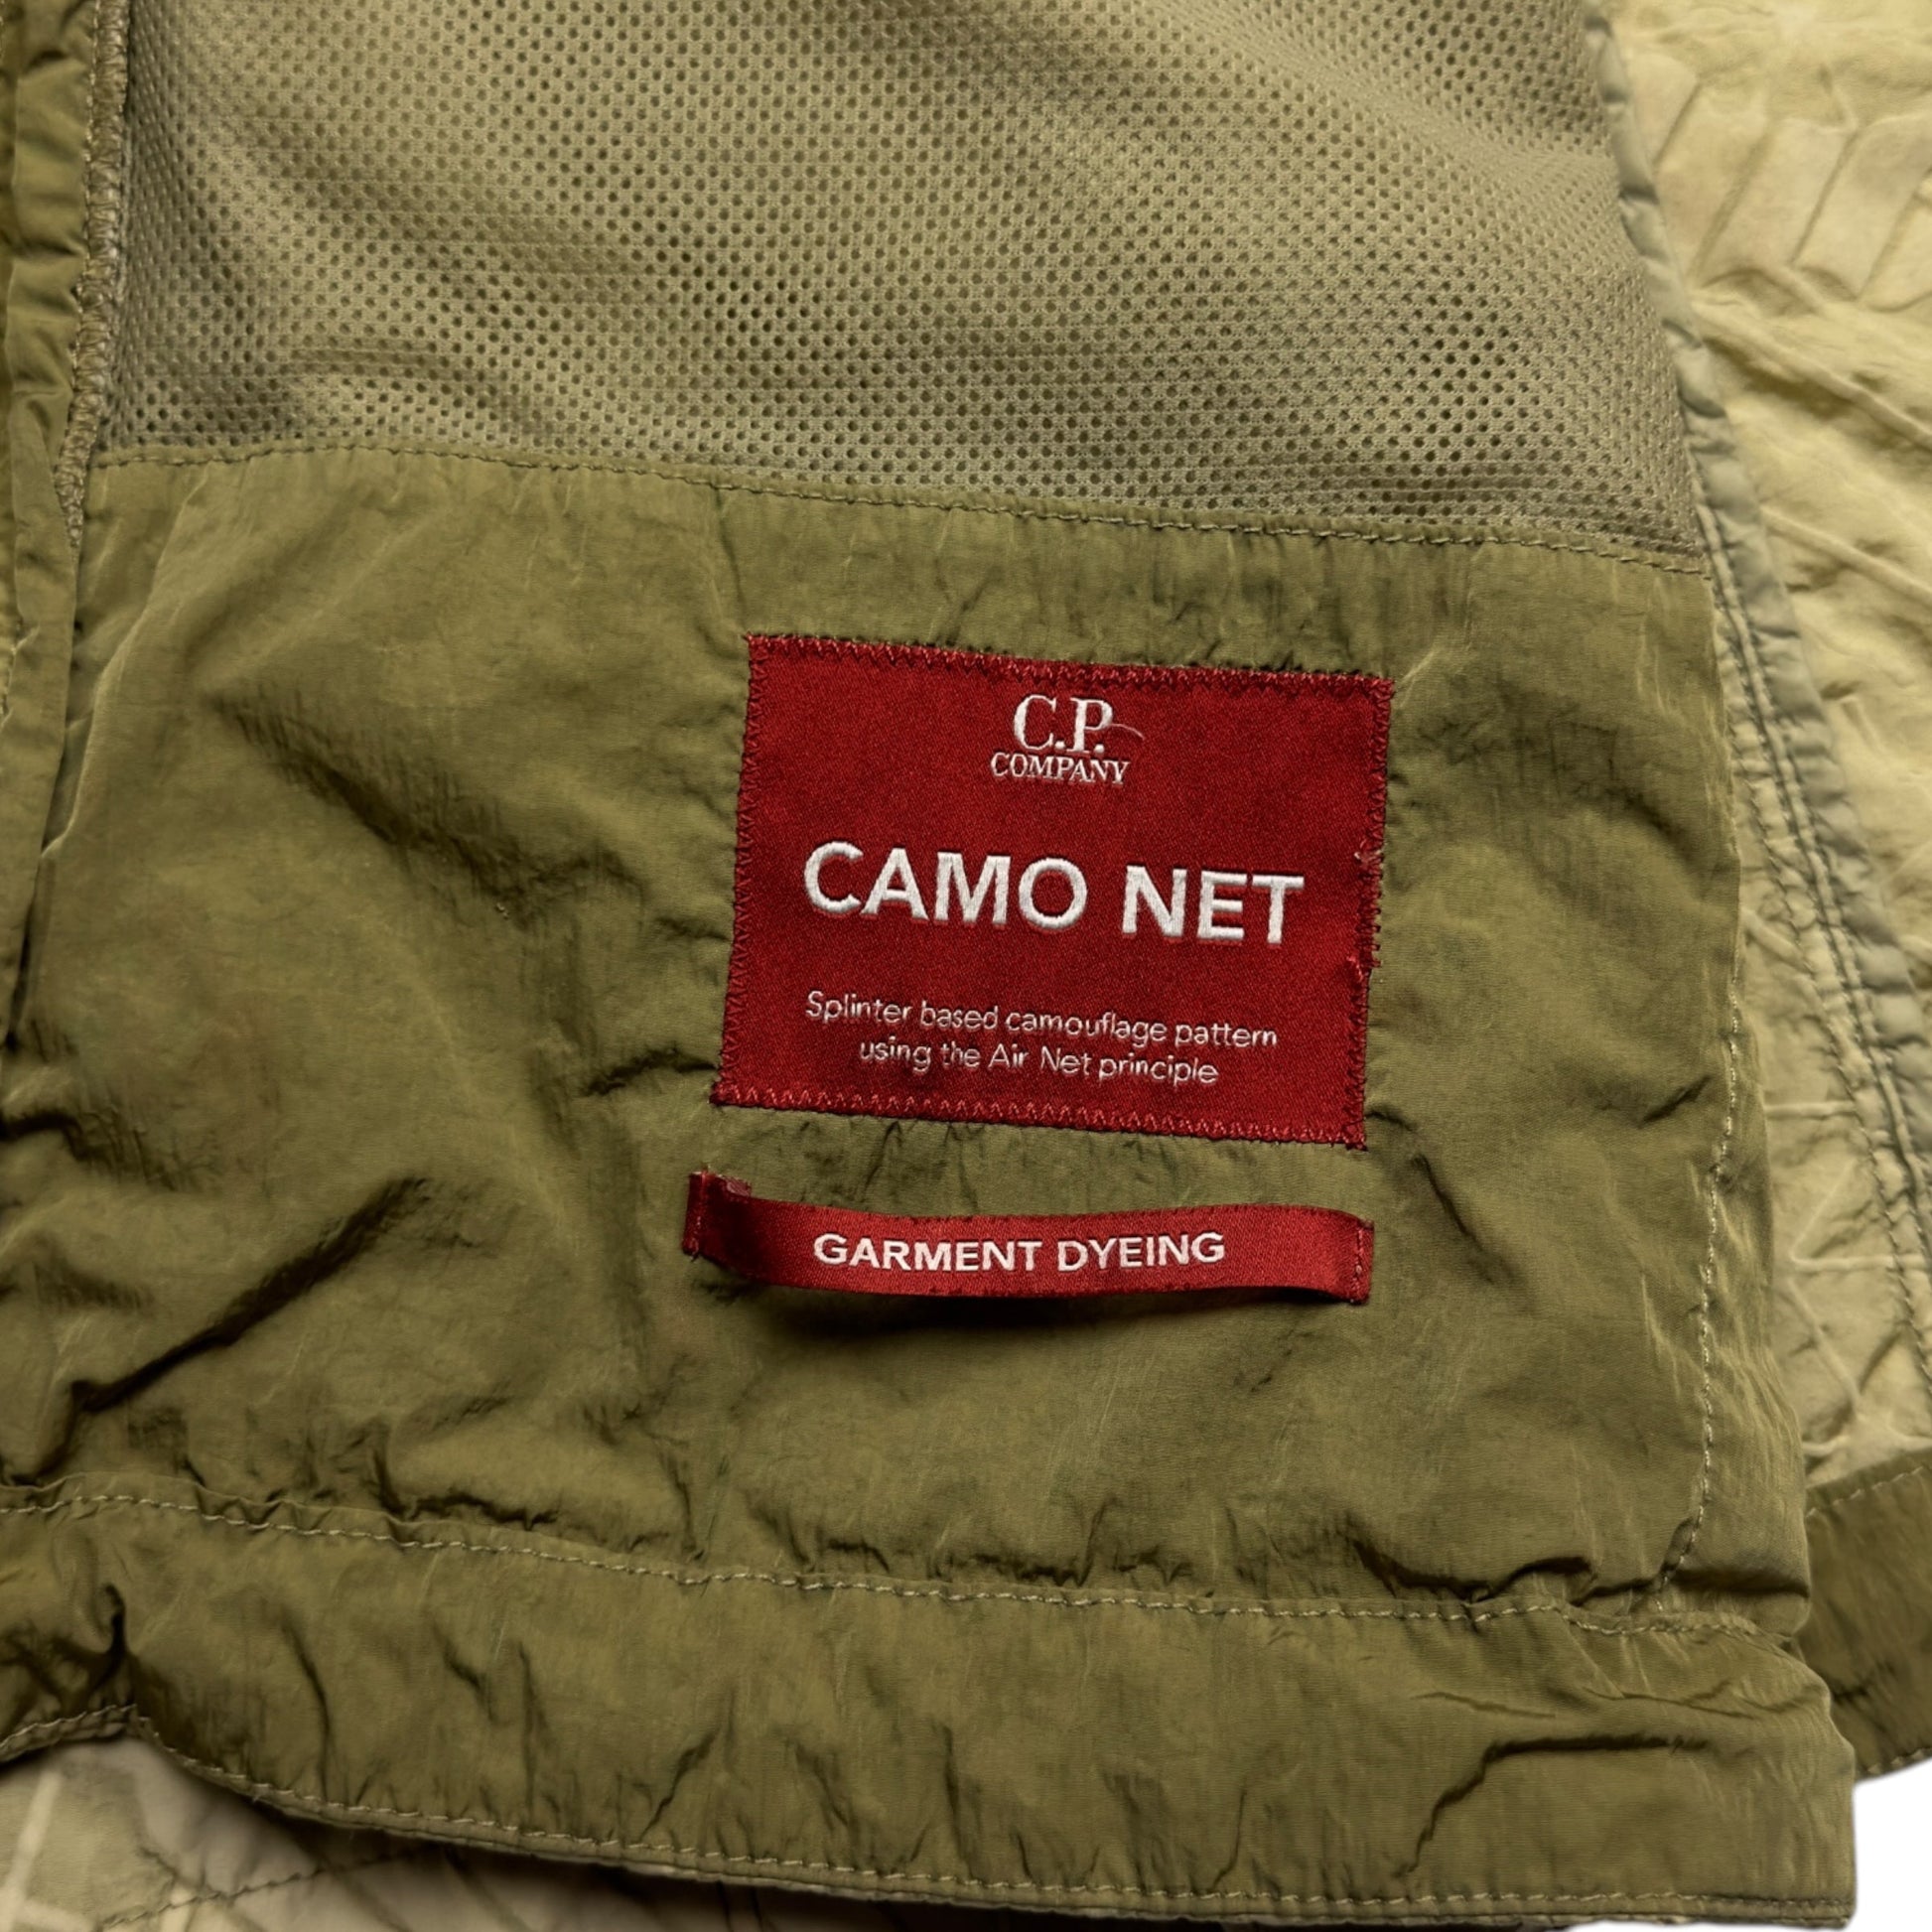 C.P.
COMPANY
CAMO NET
Splinter based camouflage pattern
using the Air Net principle
GARMENT DYEING